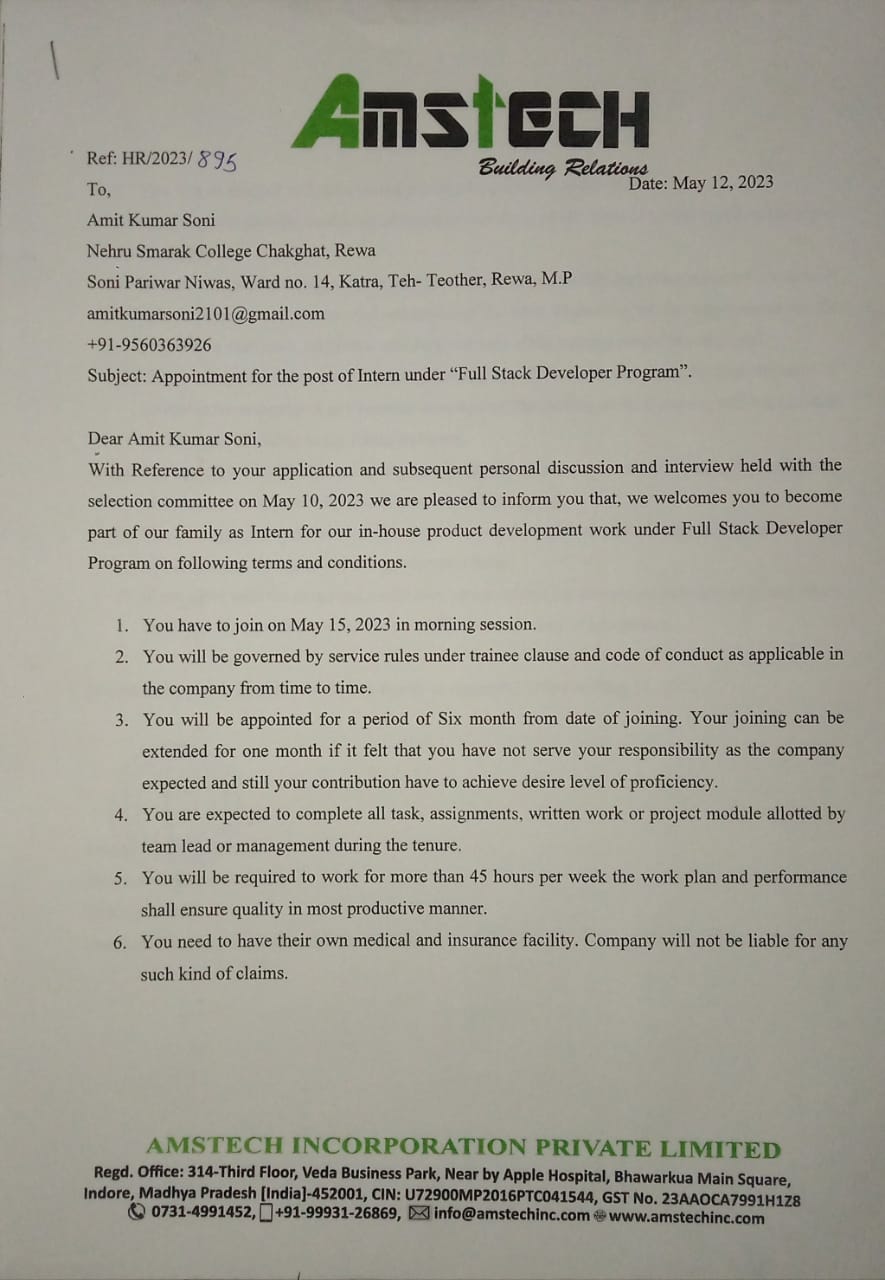 AMSTECH
Building Relations
Ref: HR/2023/ 895
Date: May 12, 2023
To,
Amit Kumar Soni
Nehru Smarak College Chakghat, Rewa
Soni Pariwar Niwas, Ward no. 14, Katra, Teh- Teother, Rewa, M.P
amitkumarsoni2101@gmail.com
+91-9560363926
Subject: Appointment for the post of Intern under “Full Stack Developer Program”.
Dear Amit Kumar Soni,
With Reference to your application and subsequent personal discussion and interview held with the
selection committee on May 10, 2023 we are pleased to inform you that, we welcomes you to become
part of our family as Intern for our in-house product development work under Full Stack Developer
Program on following terms and conditions.
1. You have to join on May 15, 2023 in morning session.
2. You will be governed by service rules under trainee clause and code of conduct as applicable in
the company from time to time.
3. You will be appointed for a period of Six month from date of joining. Your joining can be
extended for one month if it felt that you have not serve your responsibility as the company
expected and still your contribution have to achieve desire level of proficiency.
4. You are expected to complete all task, assignments, written work or project module allotted by
team lead or management during the tenure.
5. You will be required to work for more than 45 hours per week the work plan and performance
shall ensure quality in most productive manner.
6. You need to have their own medical and insurance facility. Company will not be liable for any
such kind of claims.
AMSTECH INCORPORATION PRIVATE LIMITED
Regd. Office: 314-Third Floor, Veda Business Park, Near by Apple Hospital, Bhawarkua Main Square,
Indore, Madhya Pradesh [India]-452001, CIN: U72900MP2016PTC041544, GST No. 23AAOCA7991H1Z8
0731-4991452, +91-99931-26869, info@amstechinc.com www.amstechinc.com